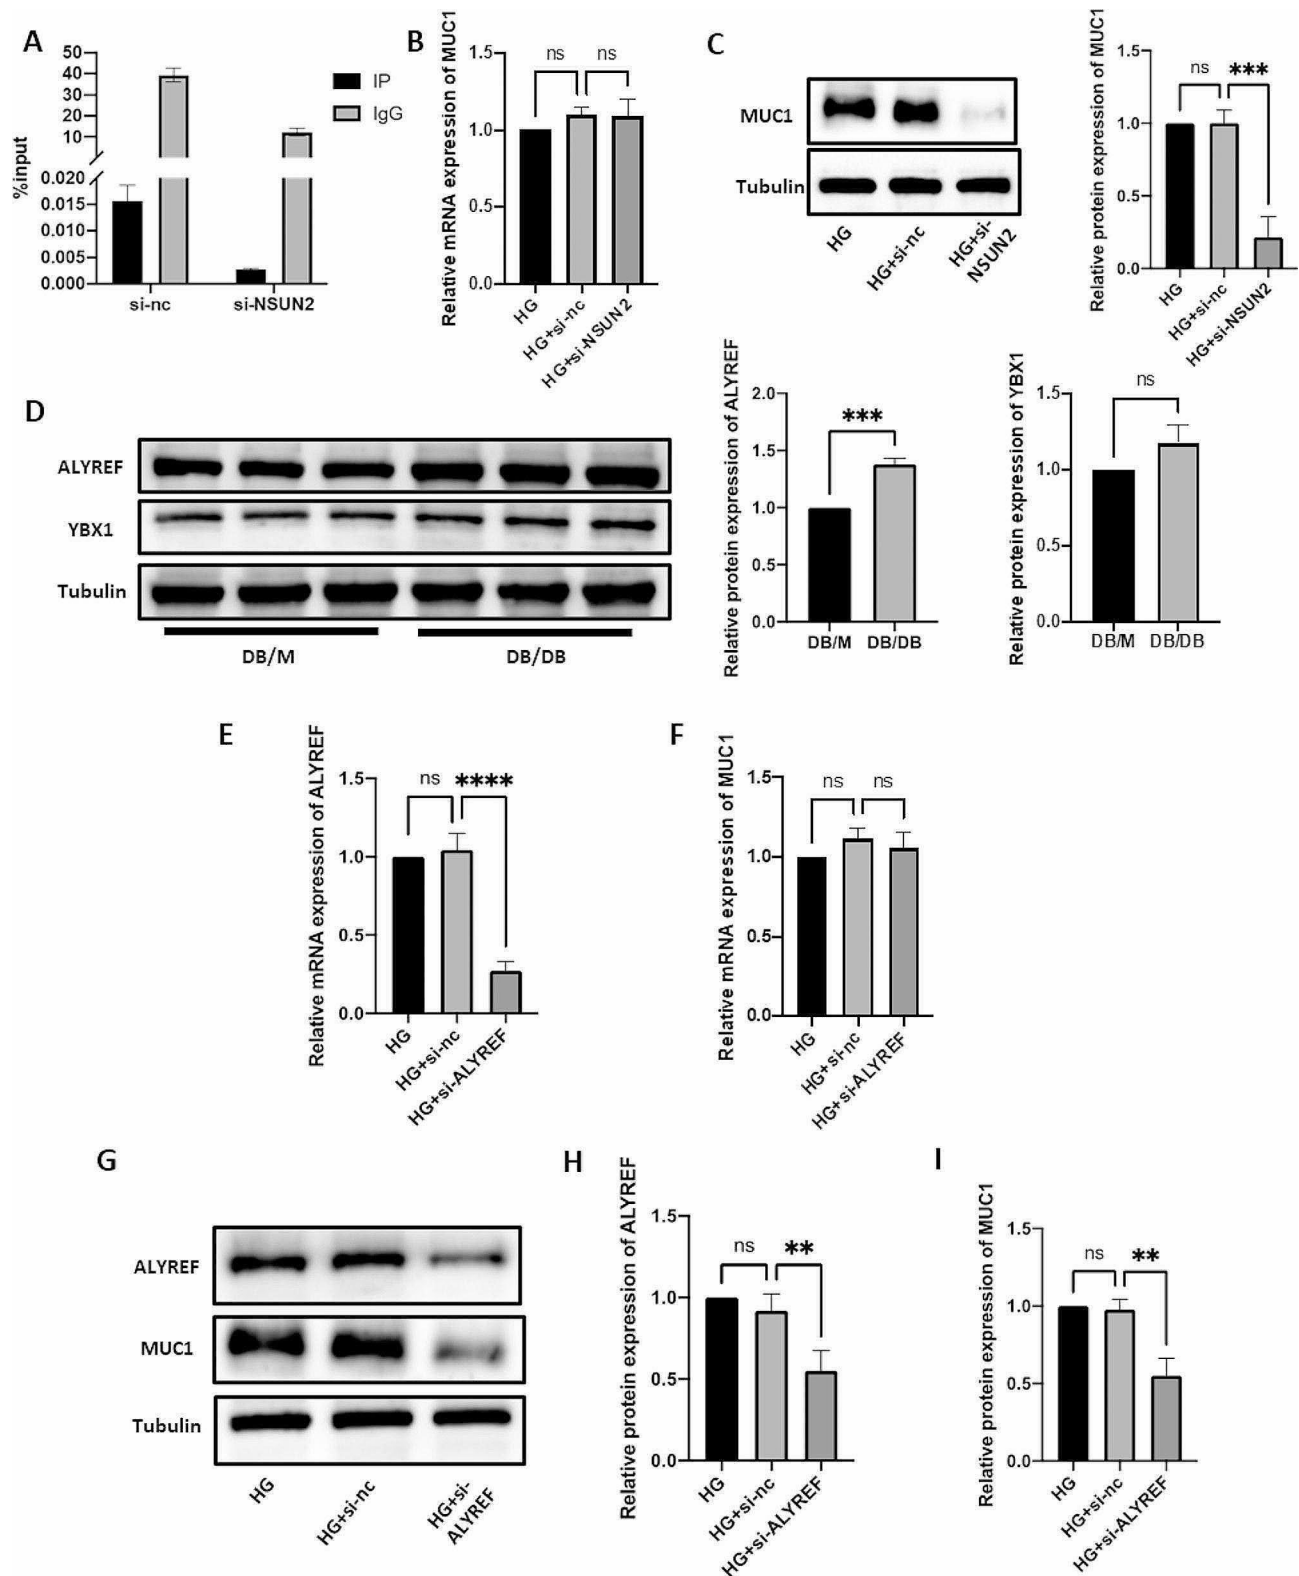 A
%input
50
40
30
20
10
0.020
0.015
0.010
0.005
0.000
si-nc
si-NSUN2
IP
IgG
B
Relative mRNA expression of MUC1
1.5
1.0
0.5
0.0
ns
ns
HG
HG+si-nc
HG+si-NSUN2
C
MUC1
Tubulin
HG
HG+si-nc
HG+si-
NSUN2
Relative protein expression of MUC1
1.5
1.0
0.5
0.0
ns
***
HG
HG+si-nc
HG+si-NSUN2
D
ALYREF
YBX1
Tubulin
DB/M
DB/DB
Relative protein expression of ALYREF
2.0
1.5
1.0
0.5
0.0
***
DB/M
DB/DB
Relative protein expression of YBX1
1.5
1.0
0.5
0.0
ns
DB/M
DB/DB
E
Relative mRNA expression of ALYREF
1.5
1.0
0.5
0.0
ns
****
HG
HG+si-nc
HG+si-ALYREF
F
Relative mRNA expression of MUC1
1.5
1.0
0.5
0.0
ns
ns
HG
HG+si-nc
HG+si-ALYREF
G
ALYREF
MUC1
Tubulin
HG
HG+si-nc
HG+si-
ALYREF
H
Relative protein expression of ALYREF
1.5
1.0
0.5
0.0
ns
**
HG
HG+si-nc
HG+si-ALYREF
I
Relative protein expression of MUC1
1.5
1.0
0.5
0.0
ns
**
HG
HG+si-nc
HG+si-ALYREF